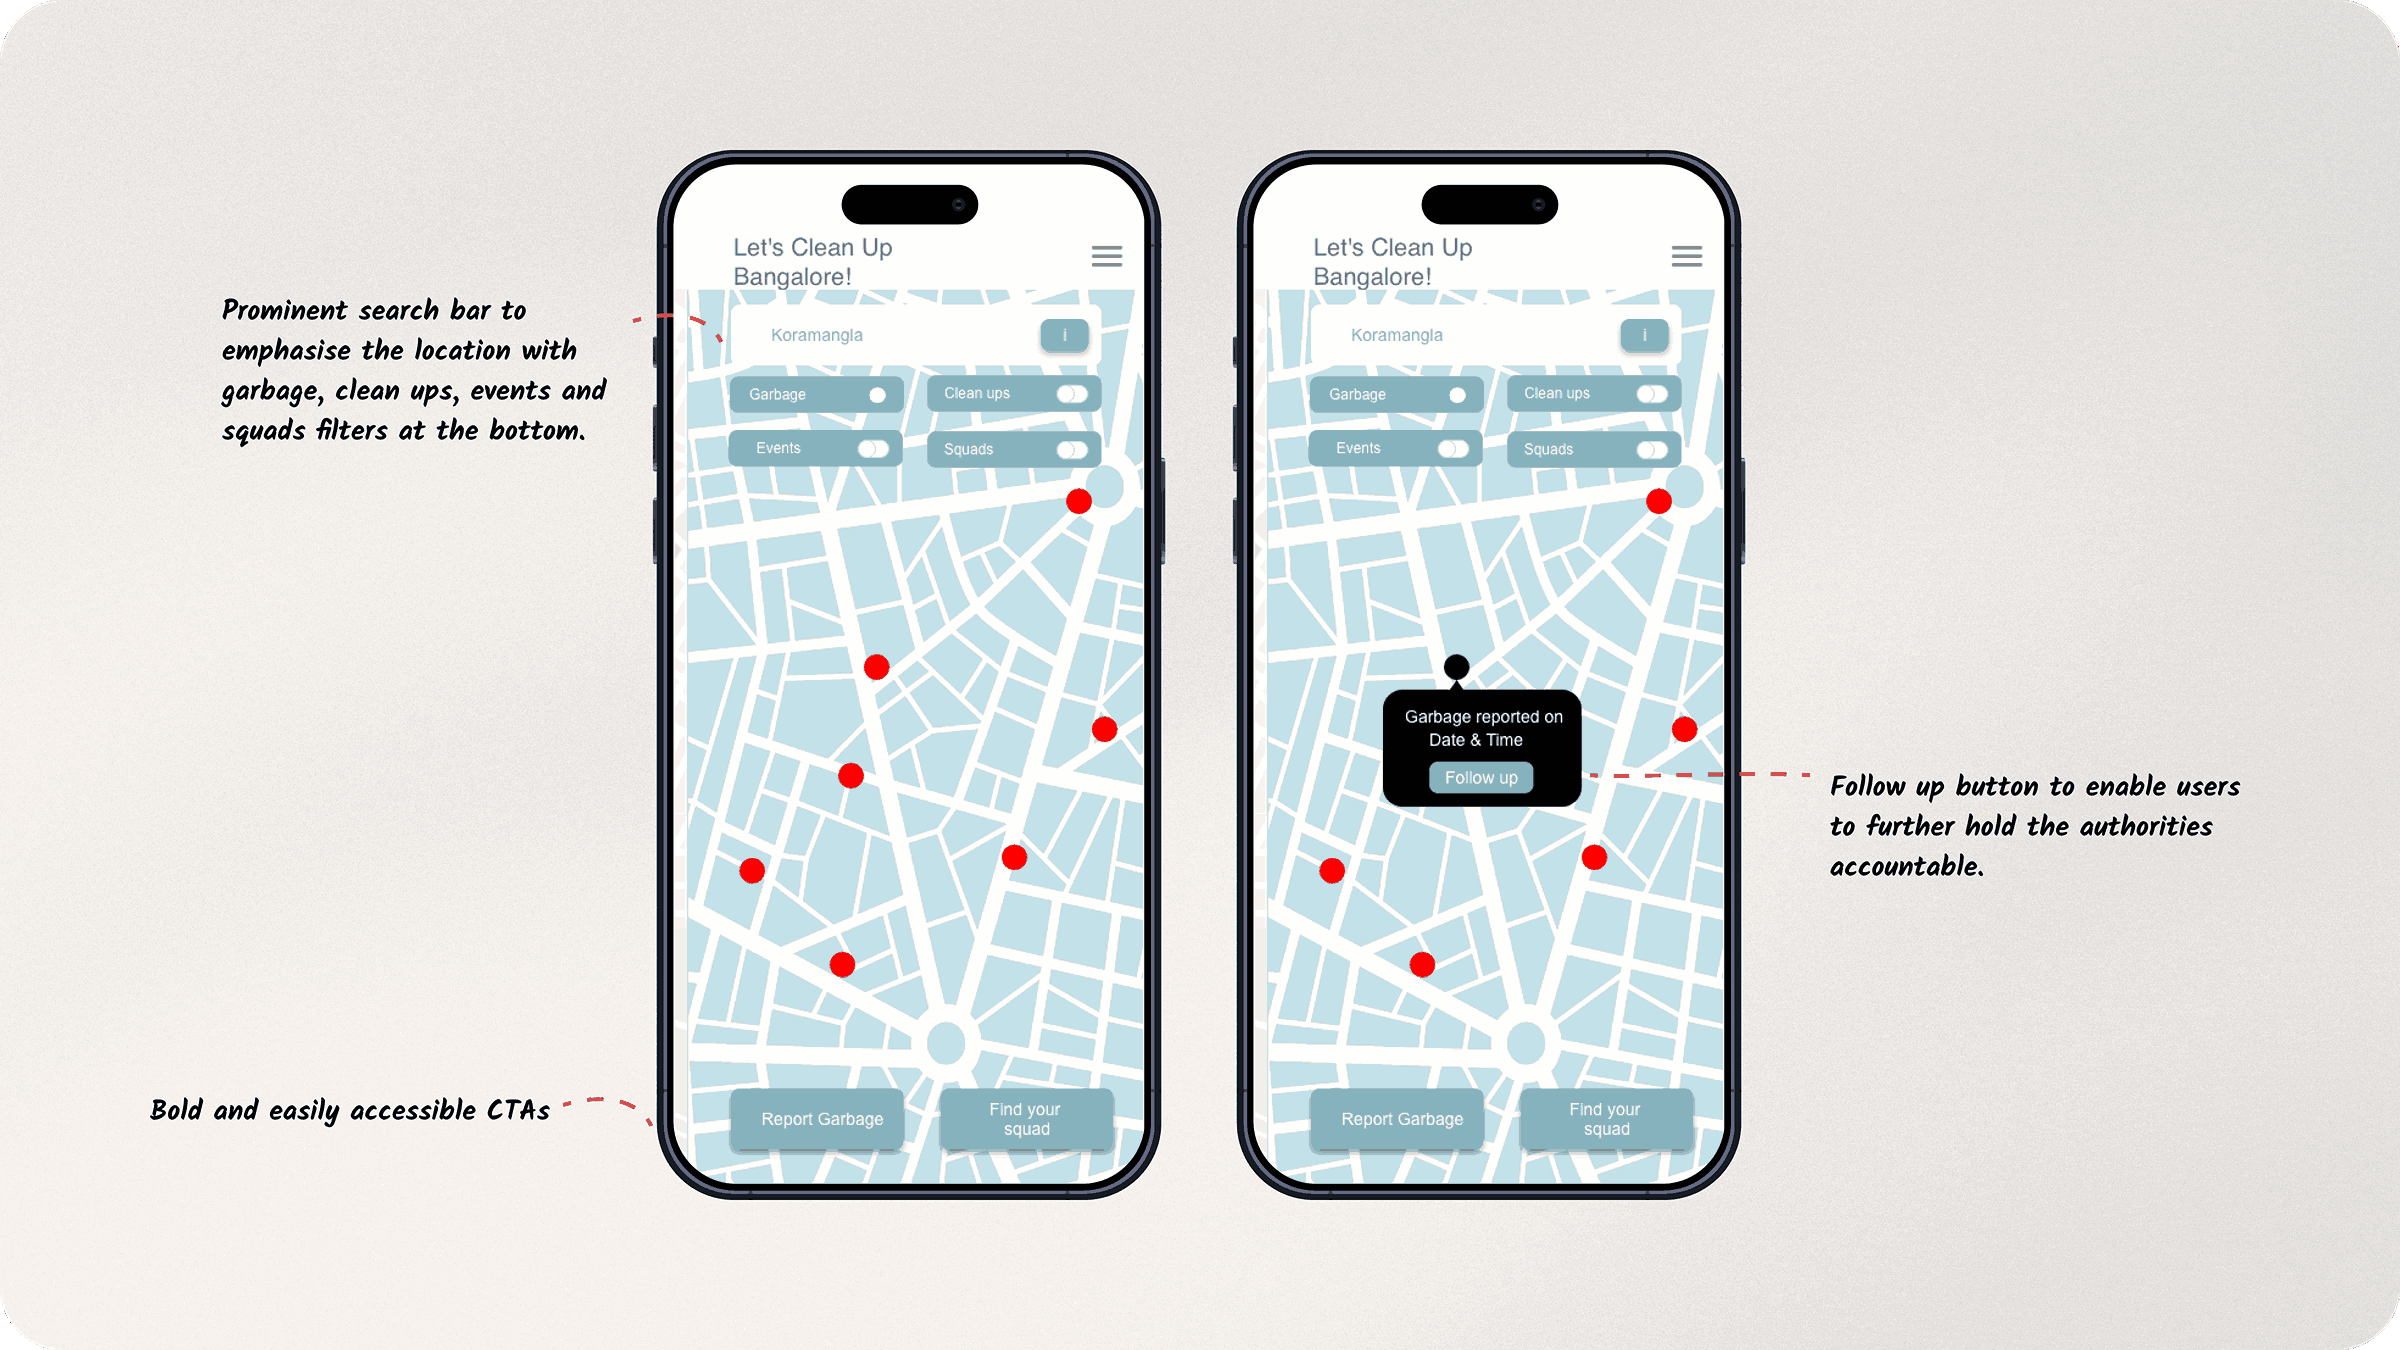 Prominent search bar to
emphasise the location with
garbage, clean ups, events and
squads filters at the bottom.
Bold and easily accessible CTAs
Let's Clean Up
Bangalore!
Koramangla
i
Garbage
Clean ups
Events
Squads
Report Garbage
Find your
squad
Let's Clean Up
Bangalore!
Koramangla
i
Garbage
Clean ups
Events
Squads
Garbage reported on
Date & Time
Follow up
Report Garbage
Find your
squad
Follow up button to enable users
to further hold the authorities
accountable.